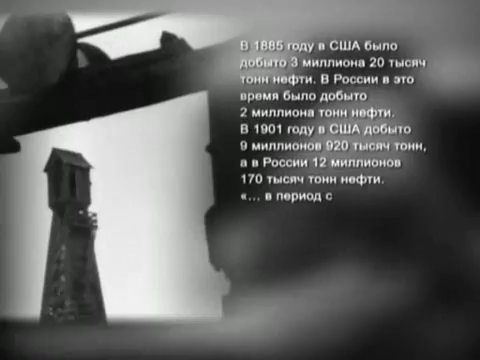 В 1885 году в США было
добыто 3 миллиона 20 тысяч
тонн нефти. В России в это
время было добыто
2 миллиона тонн нефти.
В 1901 году в США добыто
9 миллионов 920 тысяч тонн,
а в России 12 миллионов
170 тысяч тонн нефти.
«... в период с